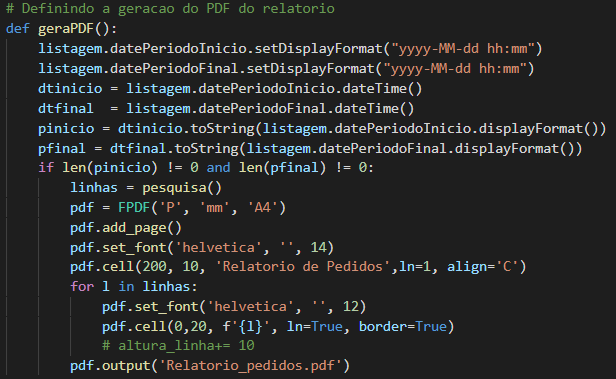 # Definindo a geracao do PDF do relatorio
def geraPDF():
    listagem.datePeriodoInicio.setDisplayFormat("yyyy-MM-dd hh:mm")
    listagem.datePeriodoFinal.setDisplayFormat("yyyy-MM-dd hh:mm")
    dtinicio = listagem.datePeriodoInicio.dateTime()
    dtfinal  = listagem.datePeriodoFinal.dateTime()
    pinicio = dtinicio.toString(listagem.datePeriodoInicio.displayFormat())
    pfinal = dtfinal.toString(listagem.datePeriodoFinal.displayFormat())
    if len(pinicio) != 0 and len(pfinal) != 0:
        linhas = pesquisa()
        pdf = FPDF('P', 'mm', 'A4')
        pdf.add_page()
        pdf.set_font('helvetica', '', 14)
        pdf.cell(200, 10, 'Relatorio de Pedidos',ln=1, align='C')
        for l in linhas:
            pdf.set_font('helvetica', '', 12)
            pdf.cell(0,20, f'{l}', ln=True, border=True)
            # altura_linha+= 10
        pdf.output('Relatorio_pedidos.pdf')